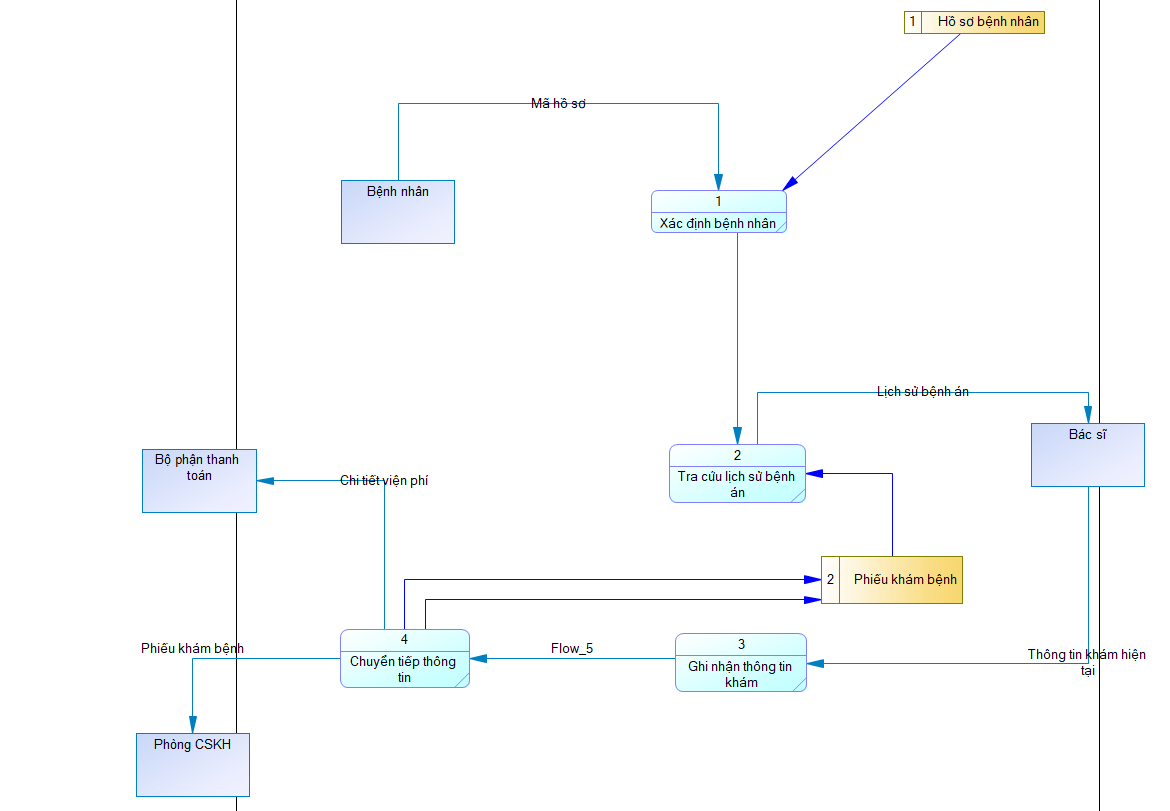 1 Hồ sơ bệnh nhân
Mã hồ sơ
Bệnh nhân
1
Xác định bệnh nhân
Lịch sử bệnh án
Bác sĩ
2
Tra cứu lịch sử bệnh
án
Bộ phận thanh
toán
Chi tiết viện phí
2 Phiếu khám bệnh
4
Chuyển tiếp thông
tin
Flow_5
3
Ghi nhận thông tin
khám
Thông tin khám hiện
tại
Phiếu khám bệnh
Phòng CSKH